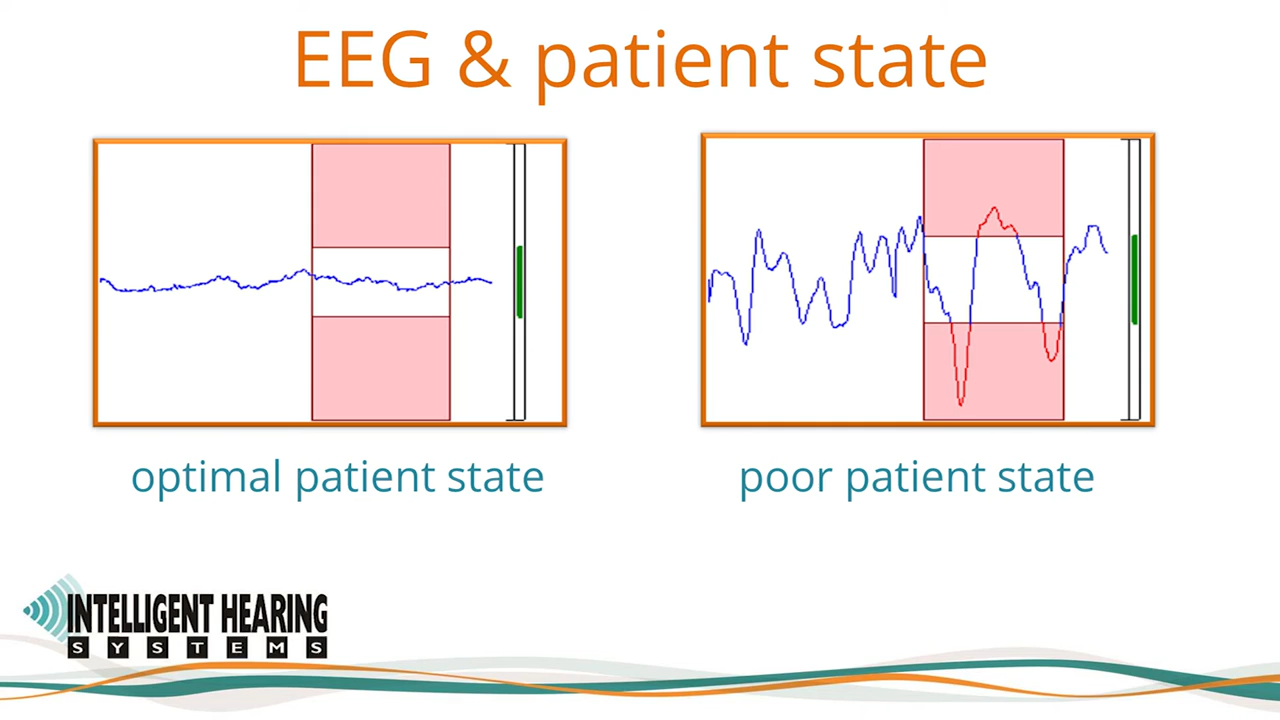 EEG & patient state
optimal patient state
poor patient state
INTELLIGENT HEARING
SYSTEMS